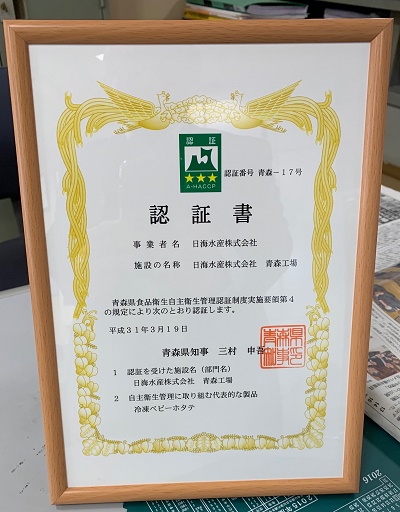 認証
A-HACCP
認証番号 青森－17号
認証書
事業者名 日海水産株式会社
施設の名称 日海水産株式会社 青森工場
青森県食品衛生自主衛生管理認証制度実施要領第4
の規定により次のとおり認証します。
平成31年3月19日
青森県知事 三村 申吾
1 認証を受けた施設名（部門名）
日海水産株式会社 青森工場
2 自主衛生管理に取り組む代表的な製品
冷凍ベビーホタテ
2016